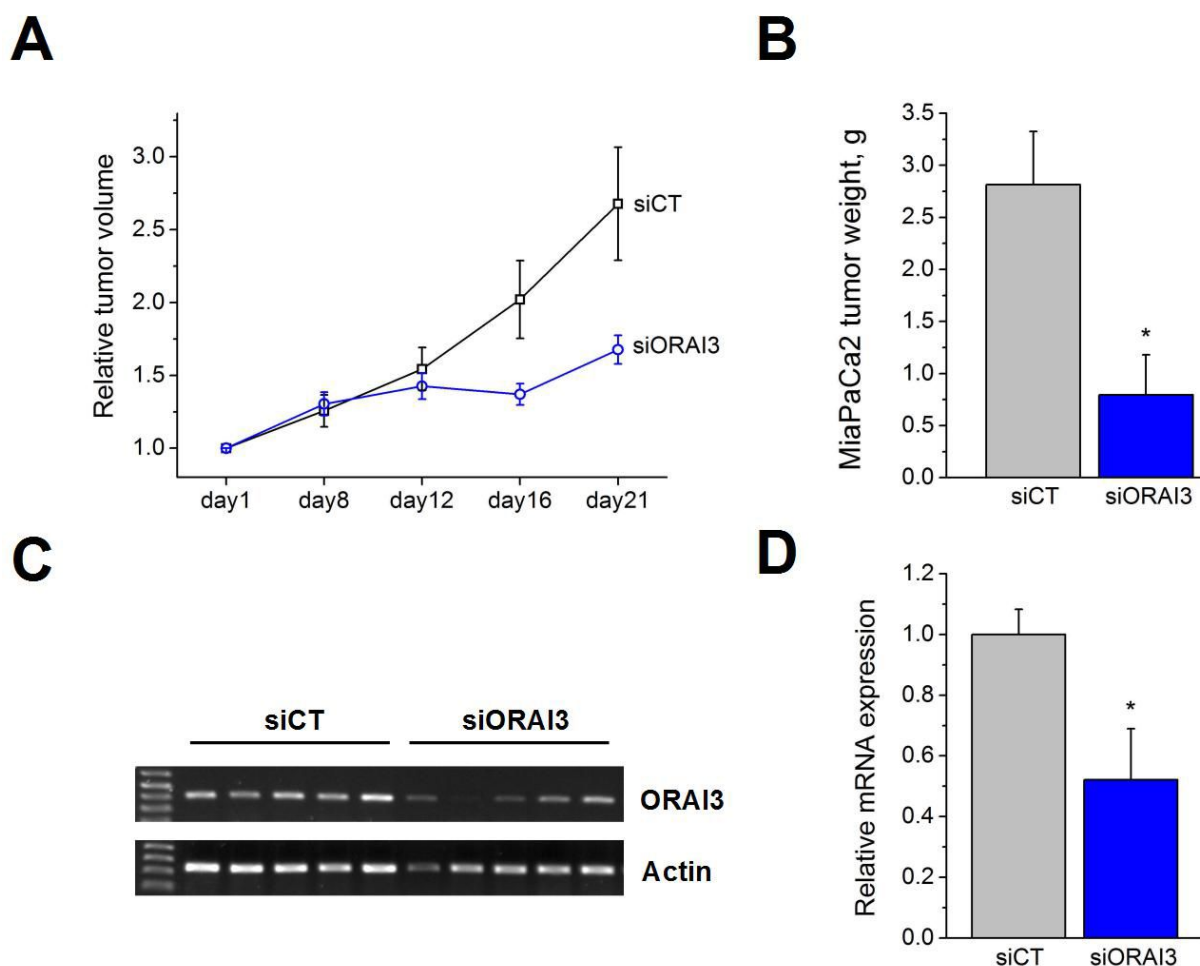 A
Relative tumor volume
3.0
2.5
2.0
1.5
1.0
siCT
siORAI3
day1 day8 day12 day16 day21
B
MiaPaCa2 tumor weight, g
3.5
3.0
2.5
2.0
1.5
1.0
0.5
0.0
*
siCT siORAI3
C
siCT siORAI3
ORAI3
Actin
D
Relative mRNA expression
1.2
1.0
0.8
0.6
0.4
0.2
0.0
*
siCT siORAI3